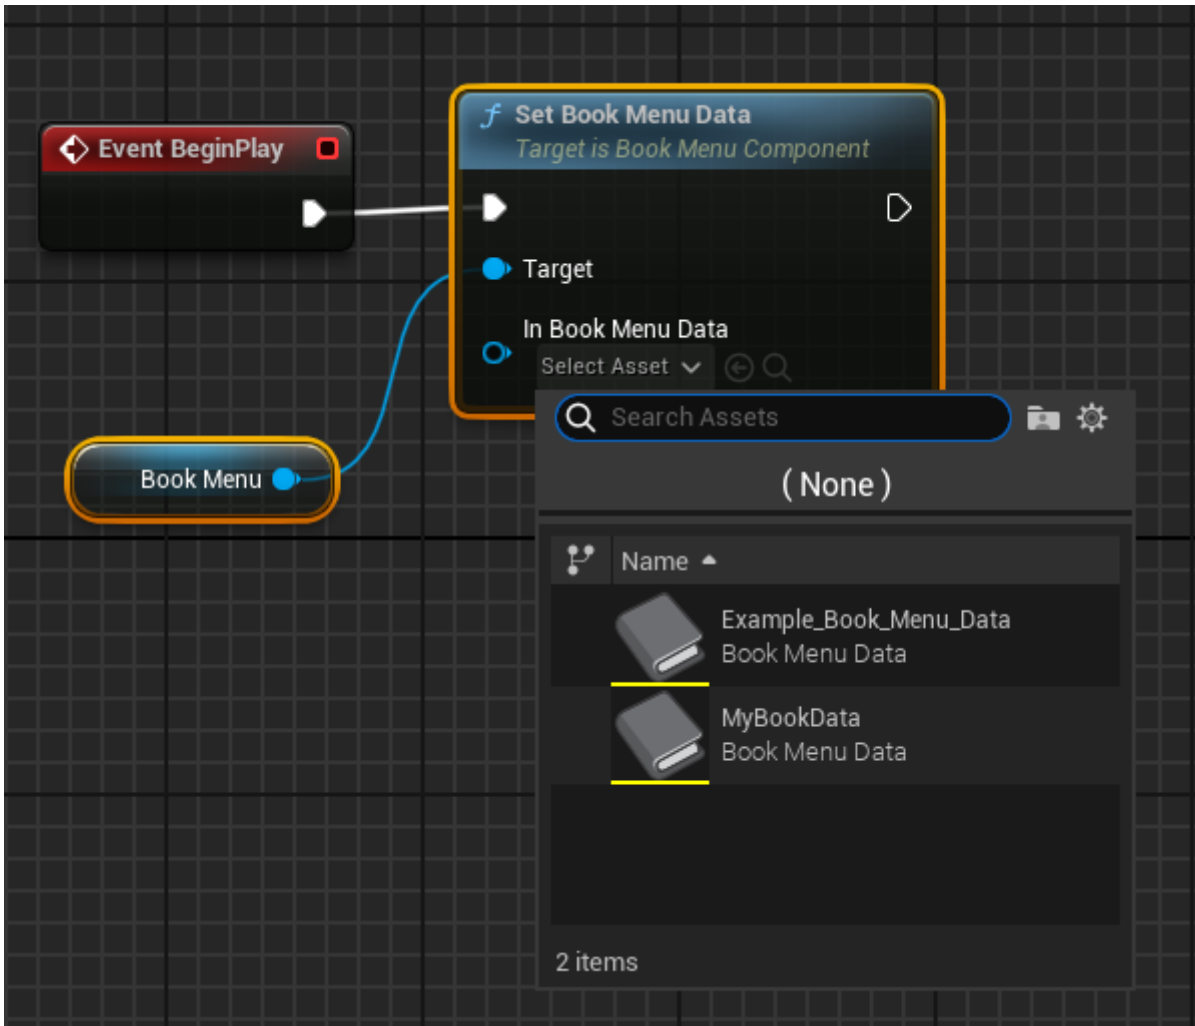 Event BeginPlay
f Set Book Menu Data
Target is Book Menu Component
Target
In Book Menu Data
Select Asset
Book Menu
Search Assets
( None )
Name
Example_Book_Menu_Data
Book Menu Data
MyBookData
Book Menu Data
2 items